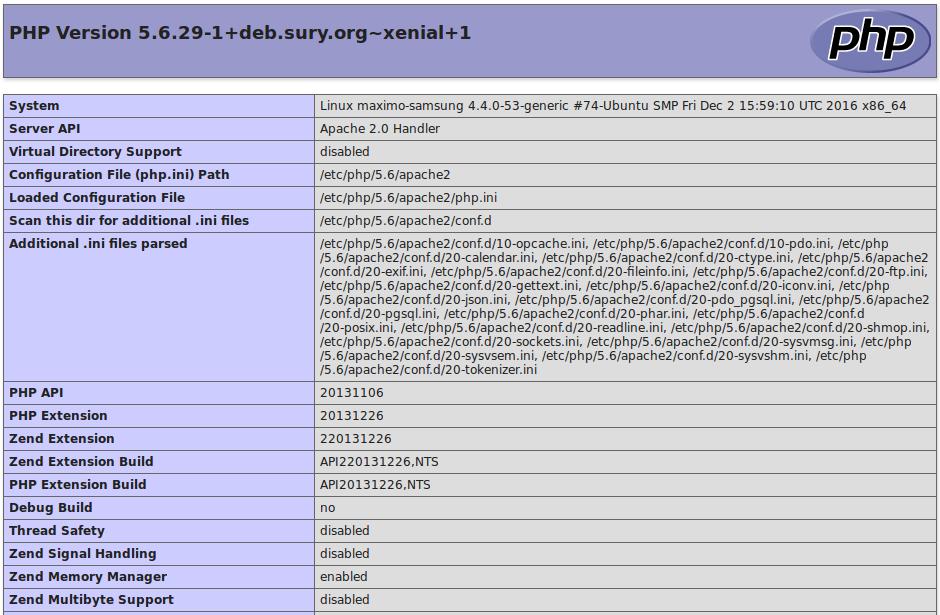 PHP Version 5.6.29-1+deb.sury.org~xenial+1
php
System Linux maximo-samsung 4.4.0-53-generic #74-Ubuntu SMP Fri Dec 2 15:59:10 UTC 2016 x86_64
Server API Apache 2.0 Handler
Virtual Directory Support disabled
Configuration File (php.ini) Path /etc/php/5.6/apache2
Loaded Configuration File /etc/php/5.6/apache2/php.ini
Scan this dir for additional .ini files /etc/php/5.6/apache2/conf.d
Additional .ini files parsed /etc/php/5.6/apache2/conf.d/10-opcache.ini, /etc/php/5.6/apache2/conf.d/10-pdo.ini, /etc/php
/5.6/apache2/conf.d/20-calendar.ini, /etc/php/5.6/apache2/conf.d/20-ctype.ini, /etc/php/5.6/apache2
/conf.d/20-exif.ini, /etc/php/5.6/apache2/conf.d/20-fileinfo.ini, /etc/php/5.6/apache2/conf.d/20-ftp.ini,
/etc/php/5.6/apache2/conf.d/20-gettext.ini, /etc/php/5.6/apache2/conf.d/20-iconv.ini, /etc/php
/5.6/apache2/conf.d/20-json.ini, /etc/php/5.6/apache2/conf.d/20-pdo_pgsql.ini, /etc/php/5.6/apache2
/conf.d/20-pgsql.ini, /etc/php/5.6/apache2/conf.d/20-phar.ini, /etc/php/5.6/apache2/conf.d
/20-posix.ini, /etc/php/5.6/apache2/conf.d/20-readline.ini, /etc/php/5.6/apache2/conf.d/20-shmop.ini,
/etc/php/5.6/apache2/conf.d/20-sockets.ini, /etc/php/5.6/apache2/conf.d/20-sysvmsg.ini, /etc/php
/5.6/apache2/conf.d/20-sysvsem.ini, /etc/php/5.6/apache2/conf.d/20-sysvshm.ini, /etc/php
/5.6/apache2/conf.d/20-tokenizer.ini
PHP API 20131106
PHP Extension 20131226
Zend Extension 220131226
Zend Extension Build API220131226,NTS
PHP Extension Build API20131226,NTS
Debug Build no
Thread Safety disabled
Zend Signal Handling disabled
Zend Memory Manager enabled
Zend Multibyte Support disabled